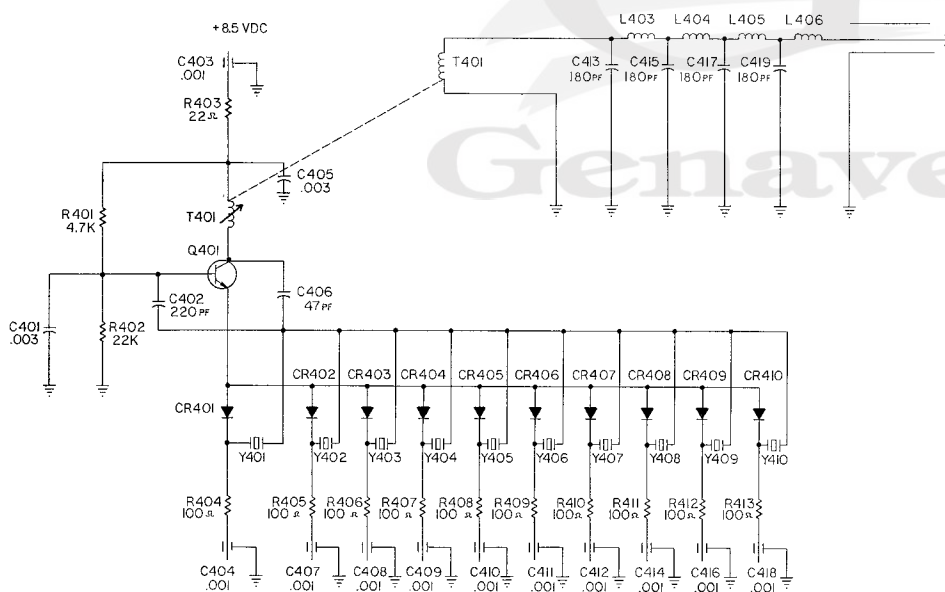 +8.5 VDC
C403
.001
R403
22Ω
C405
.003
T401
R401
4.7K
Q401
C402
220 PF
C406
47 PF
C401
.003
R402
22K
T401
L403 L404 L405 L406
C413 C415 C417 C419
180PF 180PF 180PF 180PF
Genave
CR401 CR402 CR403 CR404 CR405 CR406 CR407 CR408 CR409 CR410
Y401 Y402 Y403 Y404 Y405 Y406 Y407 Y408 Y409 Y410
R404 R405 R406 R407 R408 R409 R410 R411 R412 R413
100Ω 100Ω 100Ω 100Ω 100Ω 100Ω 100Ω 100Ω 100Ω 100Ω
C404 C407 C408 C409 C410 C411 C412 C414 C416 C418
.001 .001 .001 .001 .001 .001 .001 .001 .001 .001